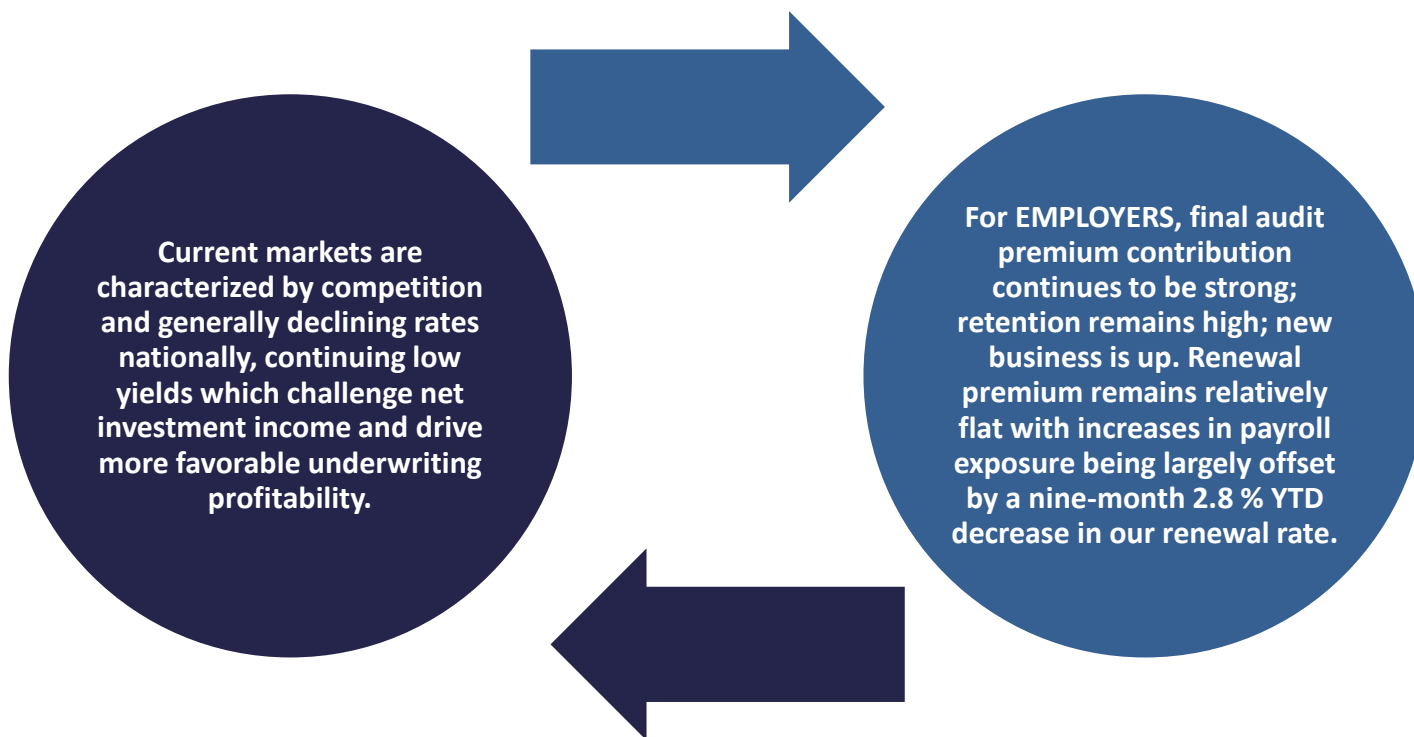 Current markets are
characterized by competition
and generally declining rates
nationally, continuing low
yields which challenge net
investment income and drive
more favorable underwriting
profitability.
For EMPLOYERS, final audit
premium contribution
continues to be strong;
retention remains high; new
business is up. Renewal
premium remains relatively
flat with increases in payroll
exposure being largely offset
by a nine-month 2.8 % YTD
decrease in our renewal rate.